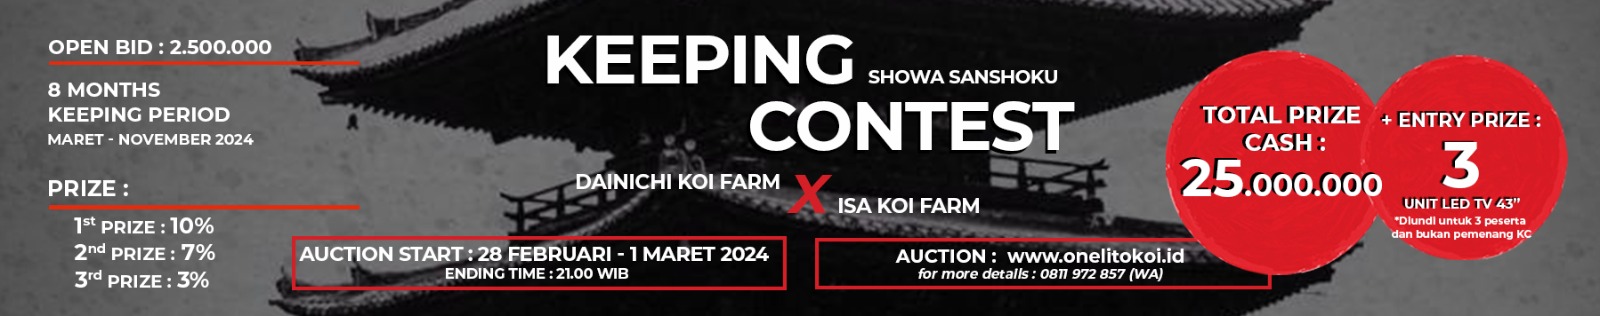 OPEN BID : 2.500.000
8 MONTHS
KEEPING PERIOD
MARET - NOVEMBER 2024
PRIZE :
1st PRIZE : 10%
2nd PRIZE : 7%
3rd PRIZE : 3%
KEEPING SHOWA SANSHOKU
CONTEST
DAINICHI KOI FARM X ISA KOI FARM
AUCTION START : 28 FEBRUARI - 1 MARET 2024
ENDING TIME : 21.00 WIB
AUCTION : www.onelitokoi.id
for more details : 0811 972 857 (WA)
TOTAL PRIZE
CASH :
25.000.000
+ ENTRY PRIZE :
3
UNIT LED TV 43”
*Diundi untuk 3 peserta
dan bukan pemenang KC